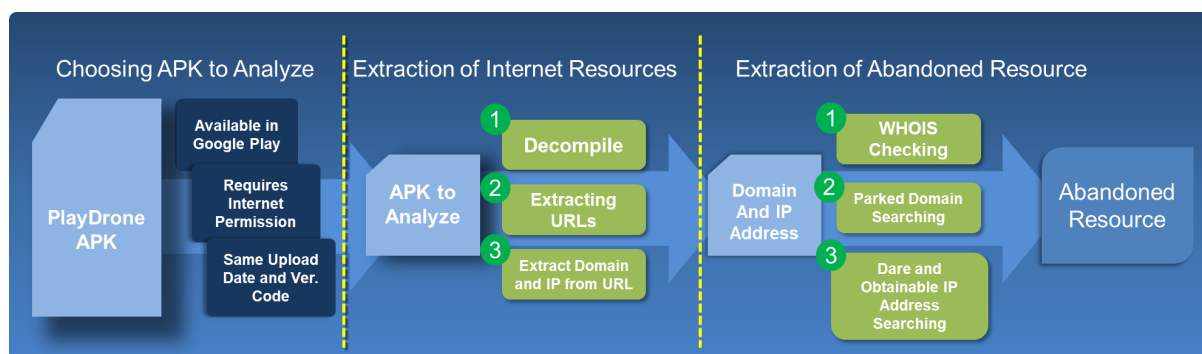 Choosing APK to Analyze
PlayDrone
APK
Available in
Google Play
Requires
Internet
Permission
Same Upload
Date and Ver.
Code
Extraction of Internet Resources
APK to
Analyze
1
Decompile
2
Extracting
URLs
3
Extract Domain
and IP from URL
Extraction of Abandoned Resource
Domain
And IP
Address
1
WHOIS
Checking
2
Parked Domain
Searching
3
Dare and
Obtainable IP
Address
Searching
Abandoned
Resource